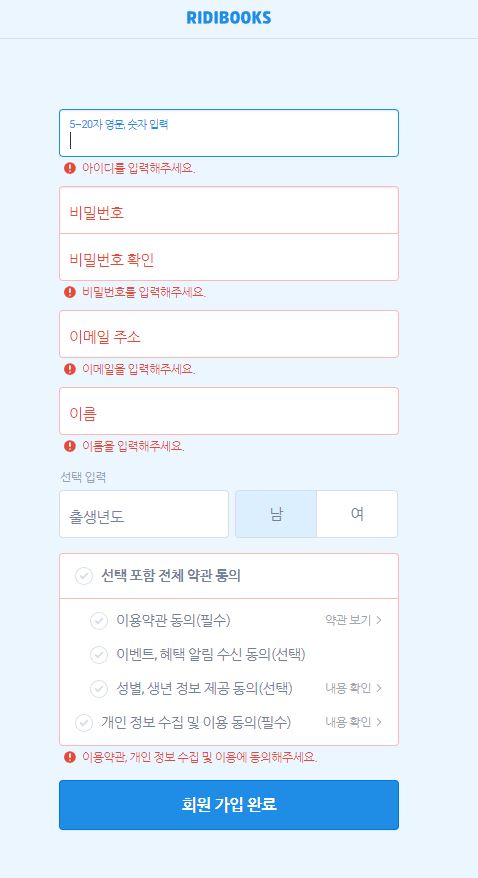 RIDIBOOKS
5~20자 영문, 숫자 입력
아이디를 입력해주세요.
비밀번호
비밀번호 확인
비밀번호를 입력해주세요.
이메일 주소
이메일을 입력해주세요.
이름
이름을 입력해주세요.
선택 입력
출생년도 남 여
선택 포함 전체 약관 동의
이용약관 동의(필수) 약관 보기
이벤트, 혜택 알림 수신 동의(선택)
성별, 생년 정보 제공 동의(선택) 내용 확인
개인 정보 수집 및 이용 동의(필수) 내용 확인
이용약관, 개인 정보 수집 및 이용에 동의해주세요.
회원 가입 완료